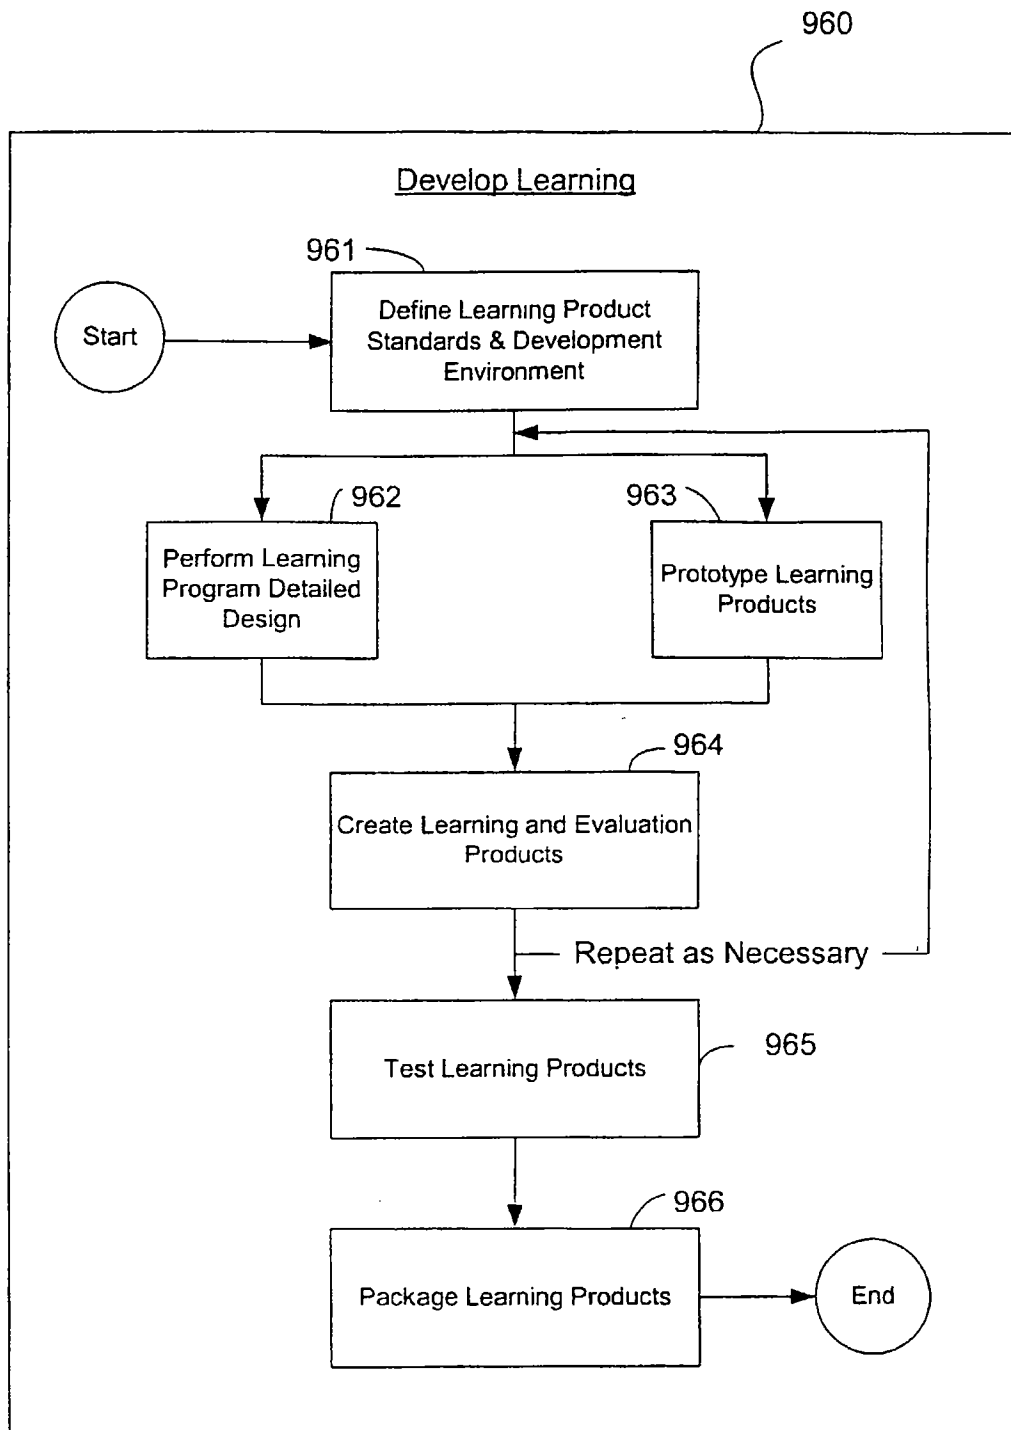 960
Develop Learning
961
Start
Define Learning Product
Standards & Development
Environment
962
963
Perform Learning
Program Detailed
Design
Prototype Learning
Products
964
Create Learning and Evaluation
Products
Repeat as Necessary
965
Test Learning Products
966
Package Learning Products
End